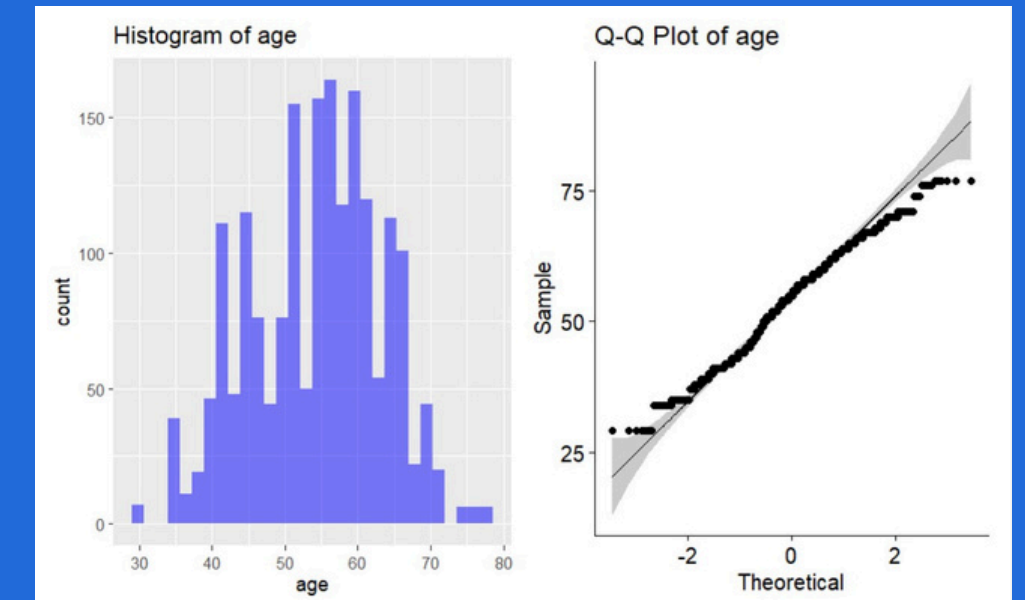 Histogram of age
150
100
50
0
count
30 40 50 60 70 80
age
Q-Q Plot of age
75
50
25
Sample
-2 0 2
Theoretical